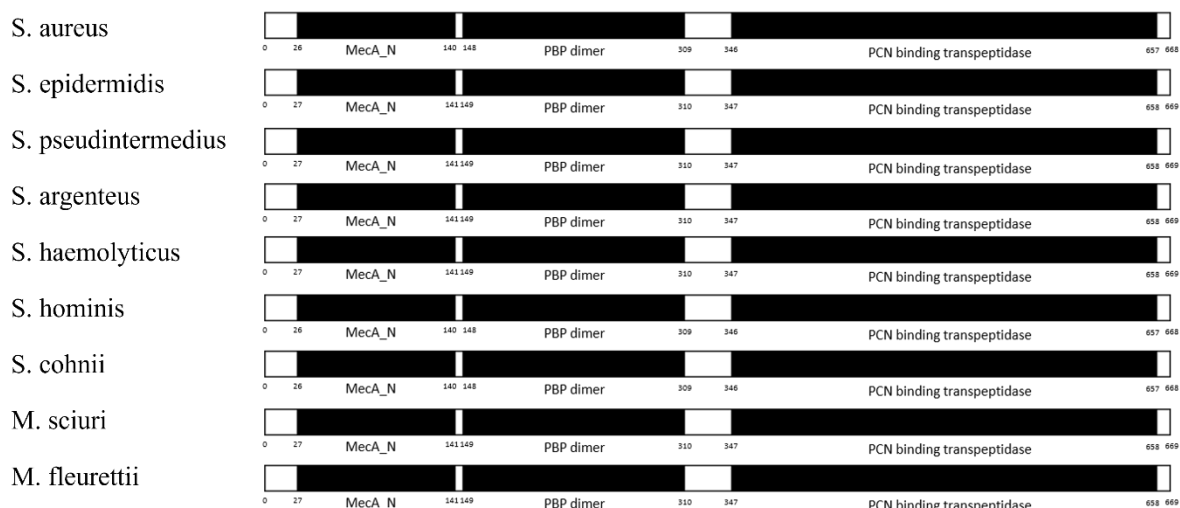 S. aureus
0 26 MecA_N 140 148 PBP dimer 309 346 PCN binding transpeptidase 657 668
S. epidermidis
0 27 MecA_N 141 149 PBP dimer 310 347 PCN binding transpeptidase 658 669
S. pseudintermedius
0 27 MecA_N 141 149 PBP dimer 310 347 PCN binding transpeptidase 658 669
S. argenteus
0 27 MecA_N 141 149 PBP dimer 310 347 PCN binding transpeptidase 658 669
S. haemolyticus
0 27 MecA_N 141 149 PBP dimer 310 347 PCN binding transpeptidase 658 669
S. hominis
0 26 MecA_N 140 148 PBP dimer 309 346 PCN binding transpeptidase 657 668
S. cohnii
0 26 MecA_N 140 148 PBP dimer 309 346 PCN binding transpeptidase 657 668
M. sciuri
0 27 MecA_N 141 149 PBP dimer 310 347 PCN binding transpeptidase 658 669
M. fleurettii
0 27 MecA_N 141 149 PBP dimer 310 347 PCN binding transpeptidase 658 669